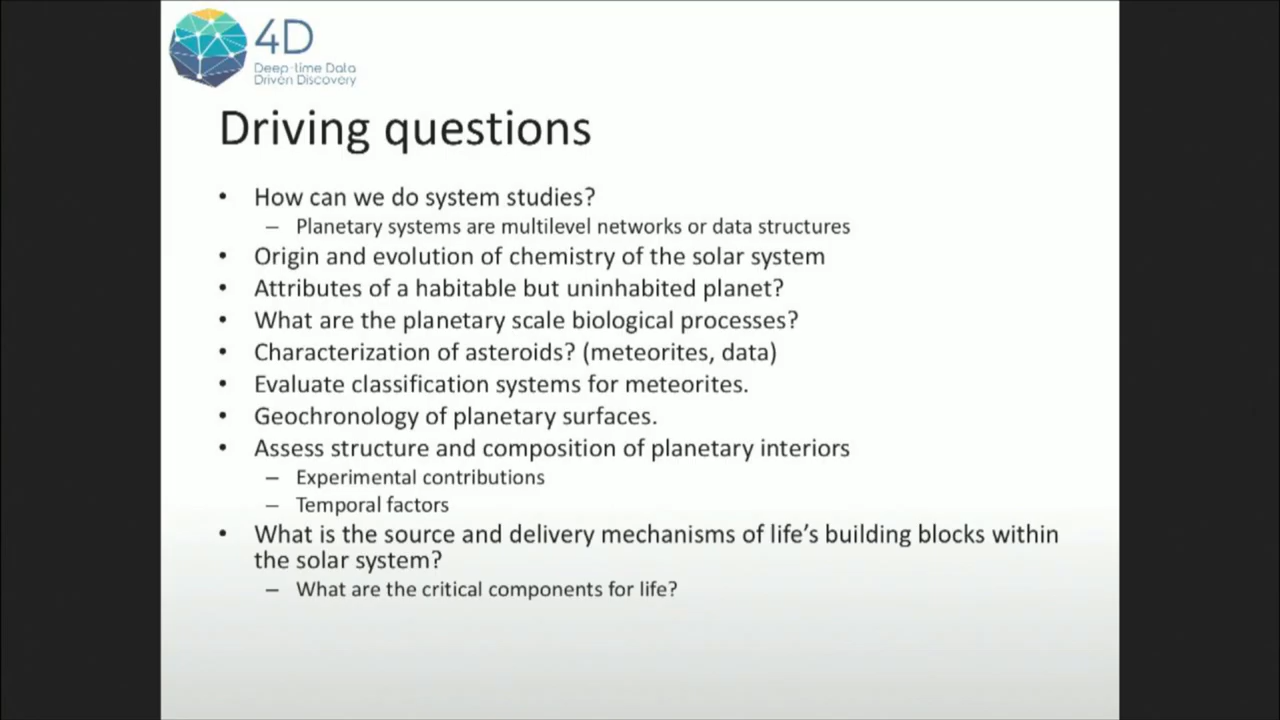 4D
Deep-time Data
Driven Discovery
Driving questions
• How can we do system studies?
– Planetary systems are multilevel networks or data structures
• Origin and evolution of chemistry of the solar system
• Attributes of a habitable but uninhabited planet?
• What are the planetary scale biological processes?
• Characterization of asteroids? (meteorites, data)
• Evaluate classification systems for meteorites.
• Geochronology of planetary surfaces.
• Assess structure and composition of planetary interiors
– Experimental contributions
– Temporal factors
• What is the source and delivery mechanisms of life’s building blocks within
the solar system?
– What are the critical components for life?